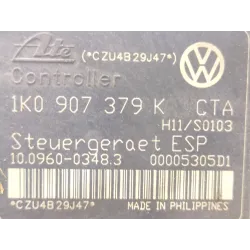 Ate (*CZU4B29J47*)
Controller
1K0 907 379 K CTA
H11/S0103
Steuergeraet ESP
10.0960-0348.3 00005305D1
*CZU4B29J47* MADE IN PHILIPPINES